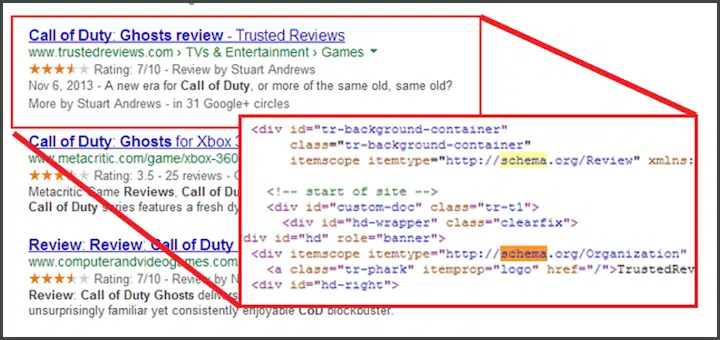 Call of Duty: Ghosts review - Trusted Reviews
www.trustedreviews.com › TVs & Entertainment › Games
Rating: 7/10 - Review by Stuart Andrews
Nov 6, 2013 - A new era for Call of Duty, or more of the same old, same old?
More by Stuart Andrews - in 31 Google+ circles
Call of Duty: Ghosts for Xbox
www.metacritic.com/game/xbox-360
Rating: 3.5 - 25 reviews
Metacritic Game Reviews, Call of
Call of Duty series features a fresh
Review: Review: Call of Duty
www.computerandvideogames.com
Rating: 7/10 - Review by
Review: Call of Duty Ghosts
unsurprisingly familiar yet consistently enjoyable CoD blockbuster.
<div id="tr-background-container"
class="tr-background-container"
itemscope itemtype="http://schema.org/Review" xmlns:
<!-- start of site -->
<div id="custom-doc" class="tr-t1">
<div id="hd-wrapper" class="clearfix">
div id="hd" role="banner">
<div itemscope itemtype="http://schema.org/Organization"
<a class="tr-phark" itemprop="logo" href="/">TrustedRev
<div id="hd-right">